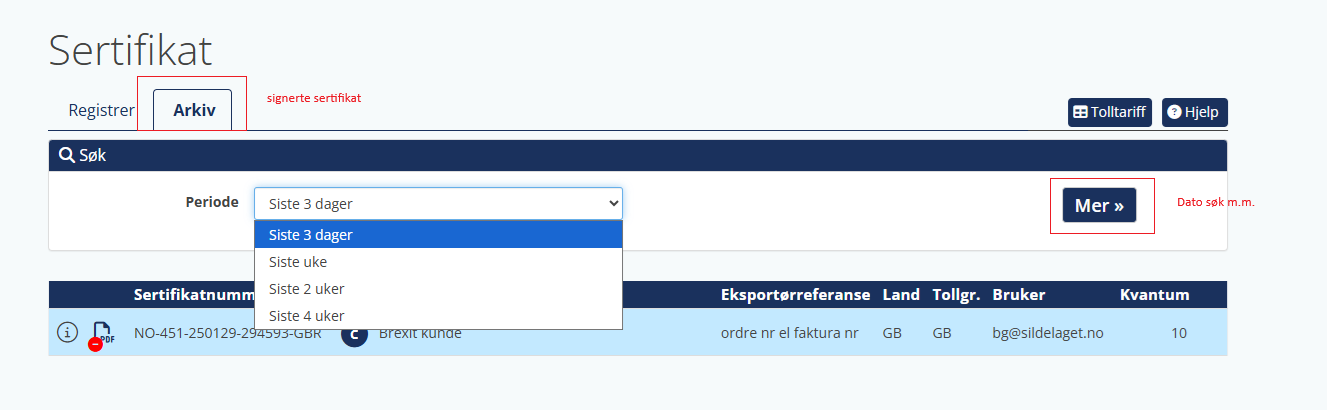 Sertifikat
Registrer Arkiv signerte sertifikat Tolltariff Hjelp
Søk
Periode Siste 3 dager Mer » Dato søk m.m.
Siste 3 dager
Siste uke
Siste 2 uker
Siste 4 uker
Eksportørreferanse Land Tollgr. Bruker Kvantum
PDF NO-451-250129-294593-GBR C Brexit kunde ordre nr el faktura nr GB GB bg@sildelaget.no 10